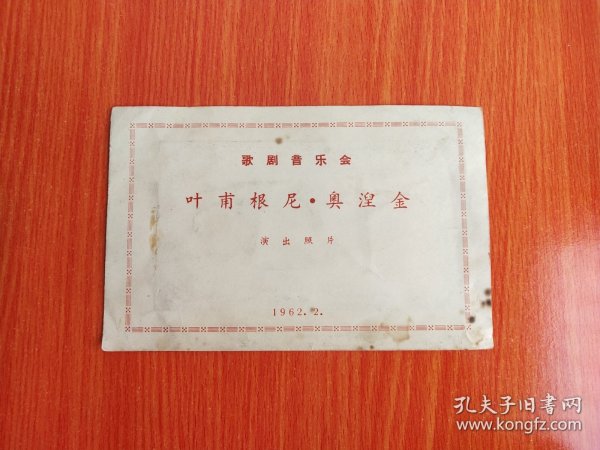 歌剧音乐会
叶甫根尼·奥涅金
演出照片
1962.2.
孔夫子旧书网
www.kongfz.com